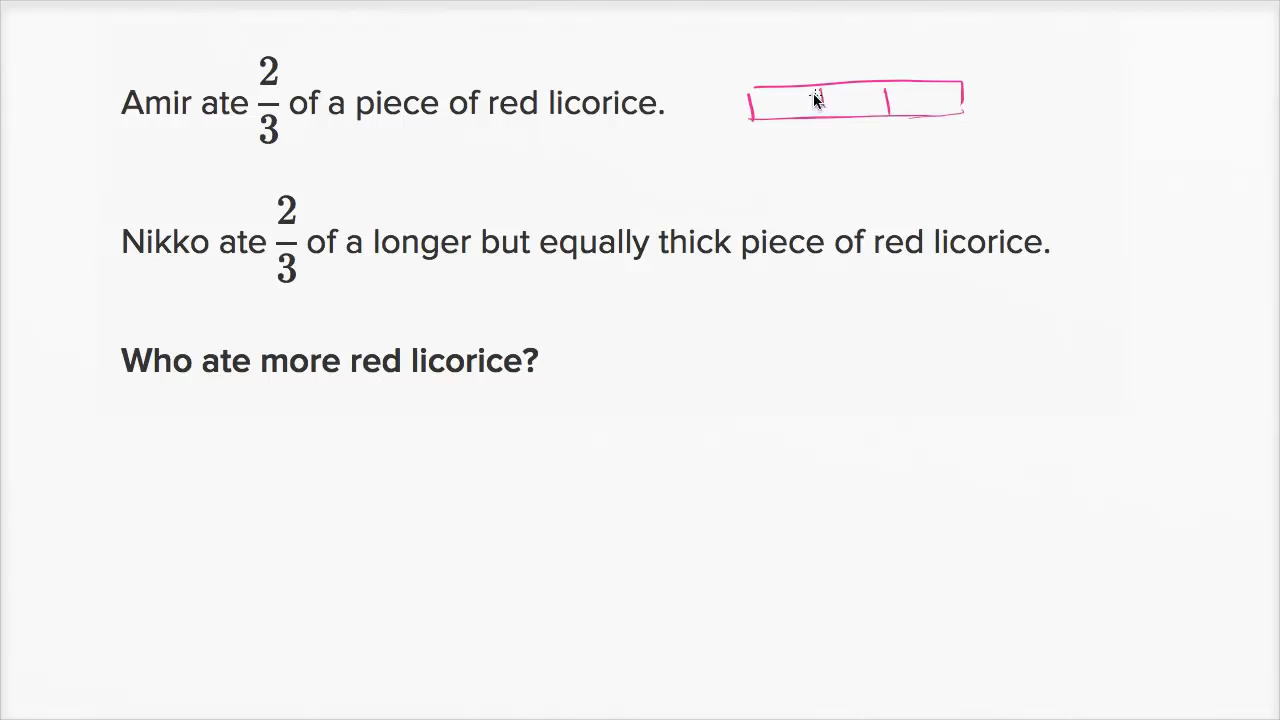 Amir ate 2/3 of a piece of red licorice.
Nikko ate 2/3 of a longer but equally thick piece of red licorice.
Who ate more red licorice?